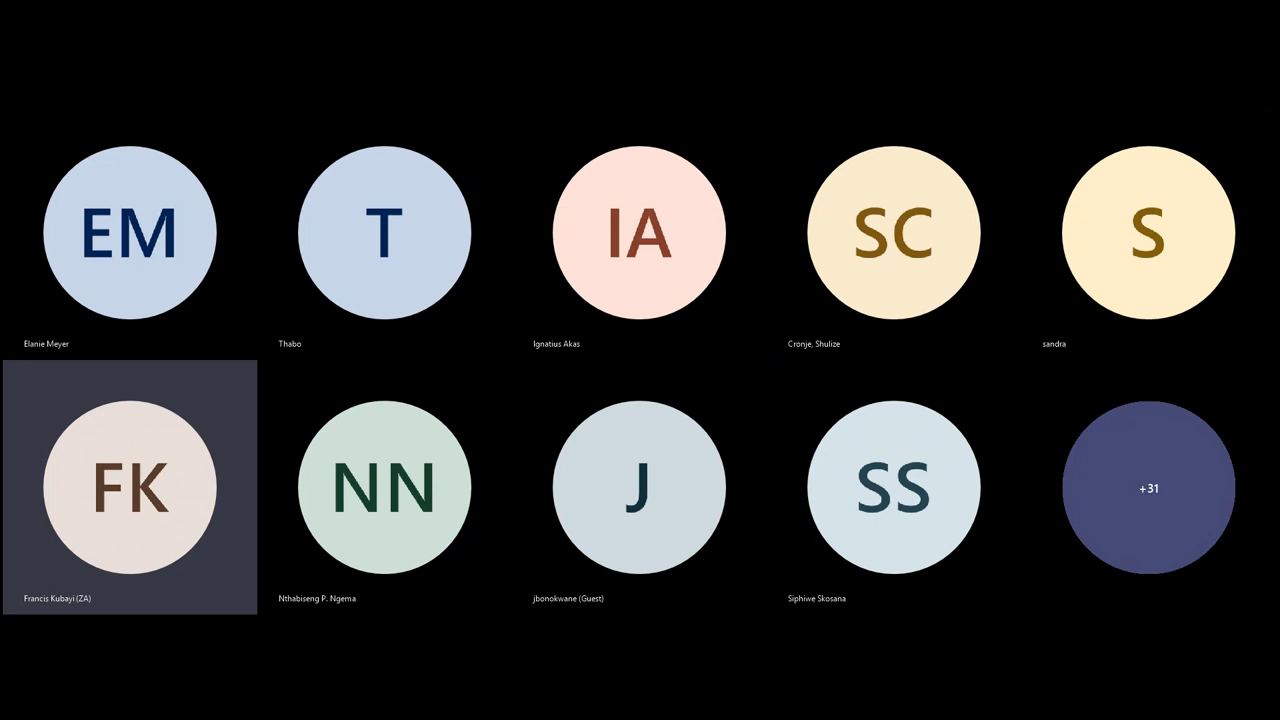 EM
T
IA
SC
S
Elanie Meyer
Thabo
Ignatius Akas
Cronje, Shulize
sandra
FK
NN
J
SS
+31
Francis Kubayi (ZA)
Nthabiseng P. Ngema
jbonokwane (Guest)
Siphiwe Skosana